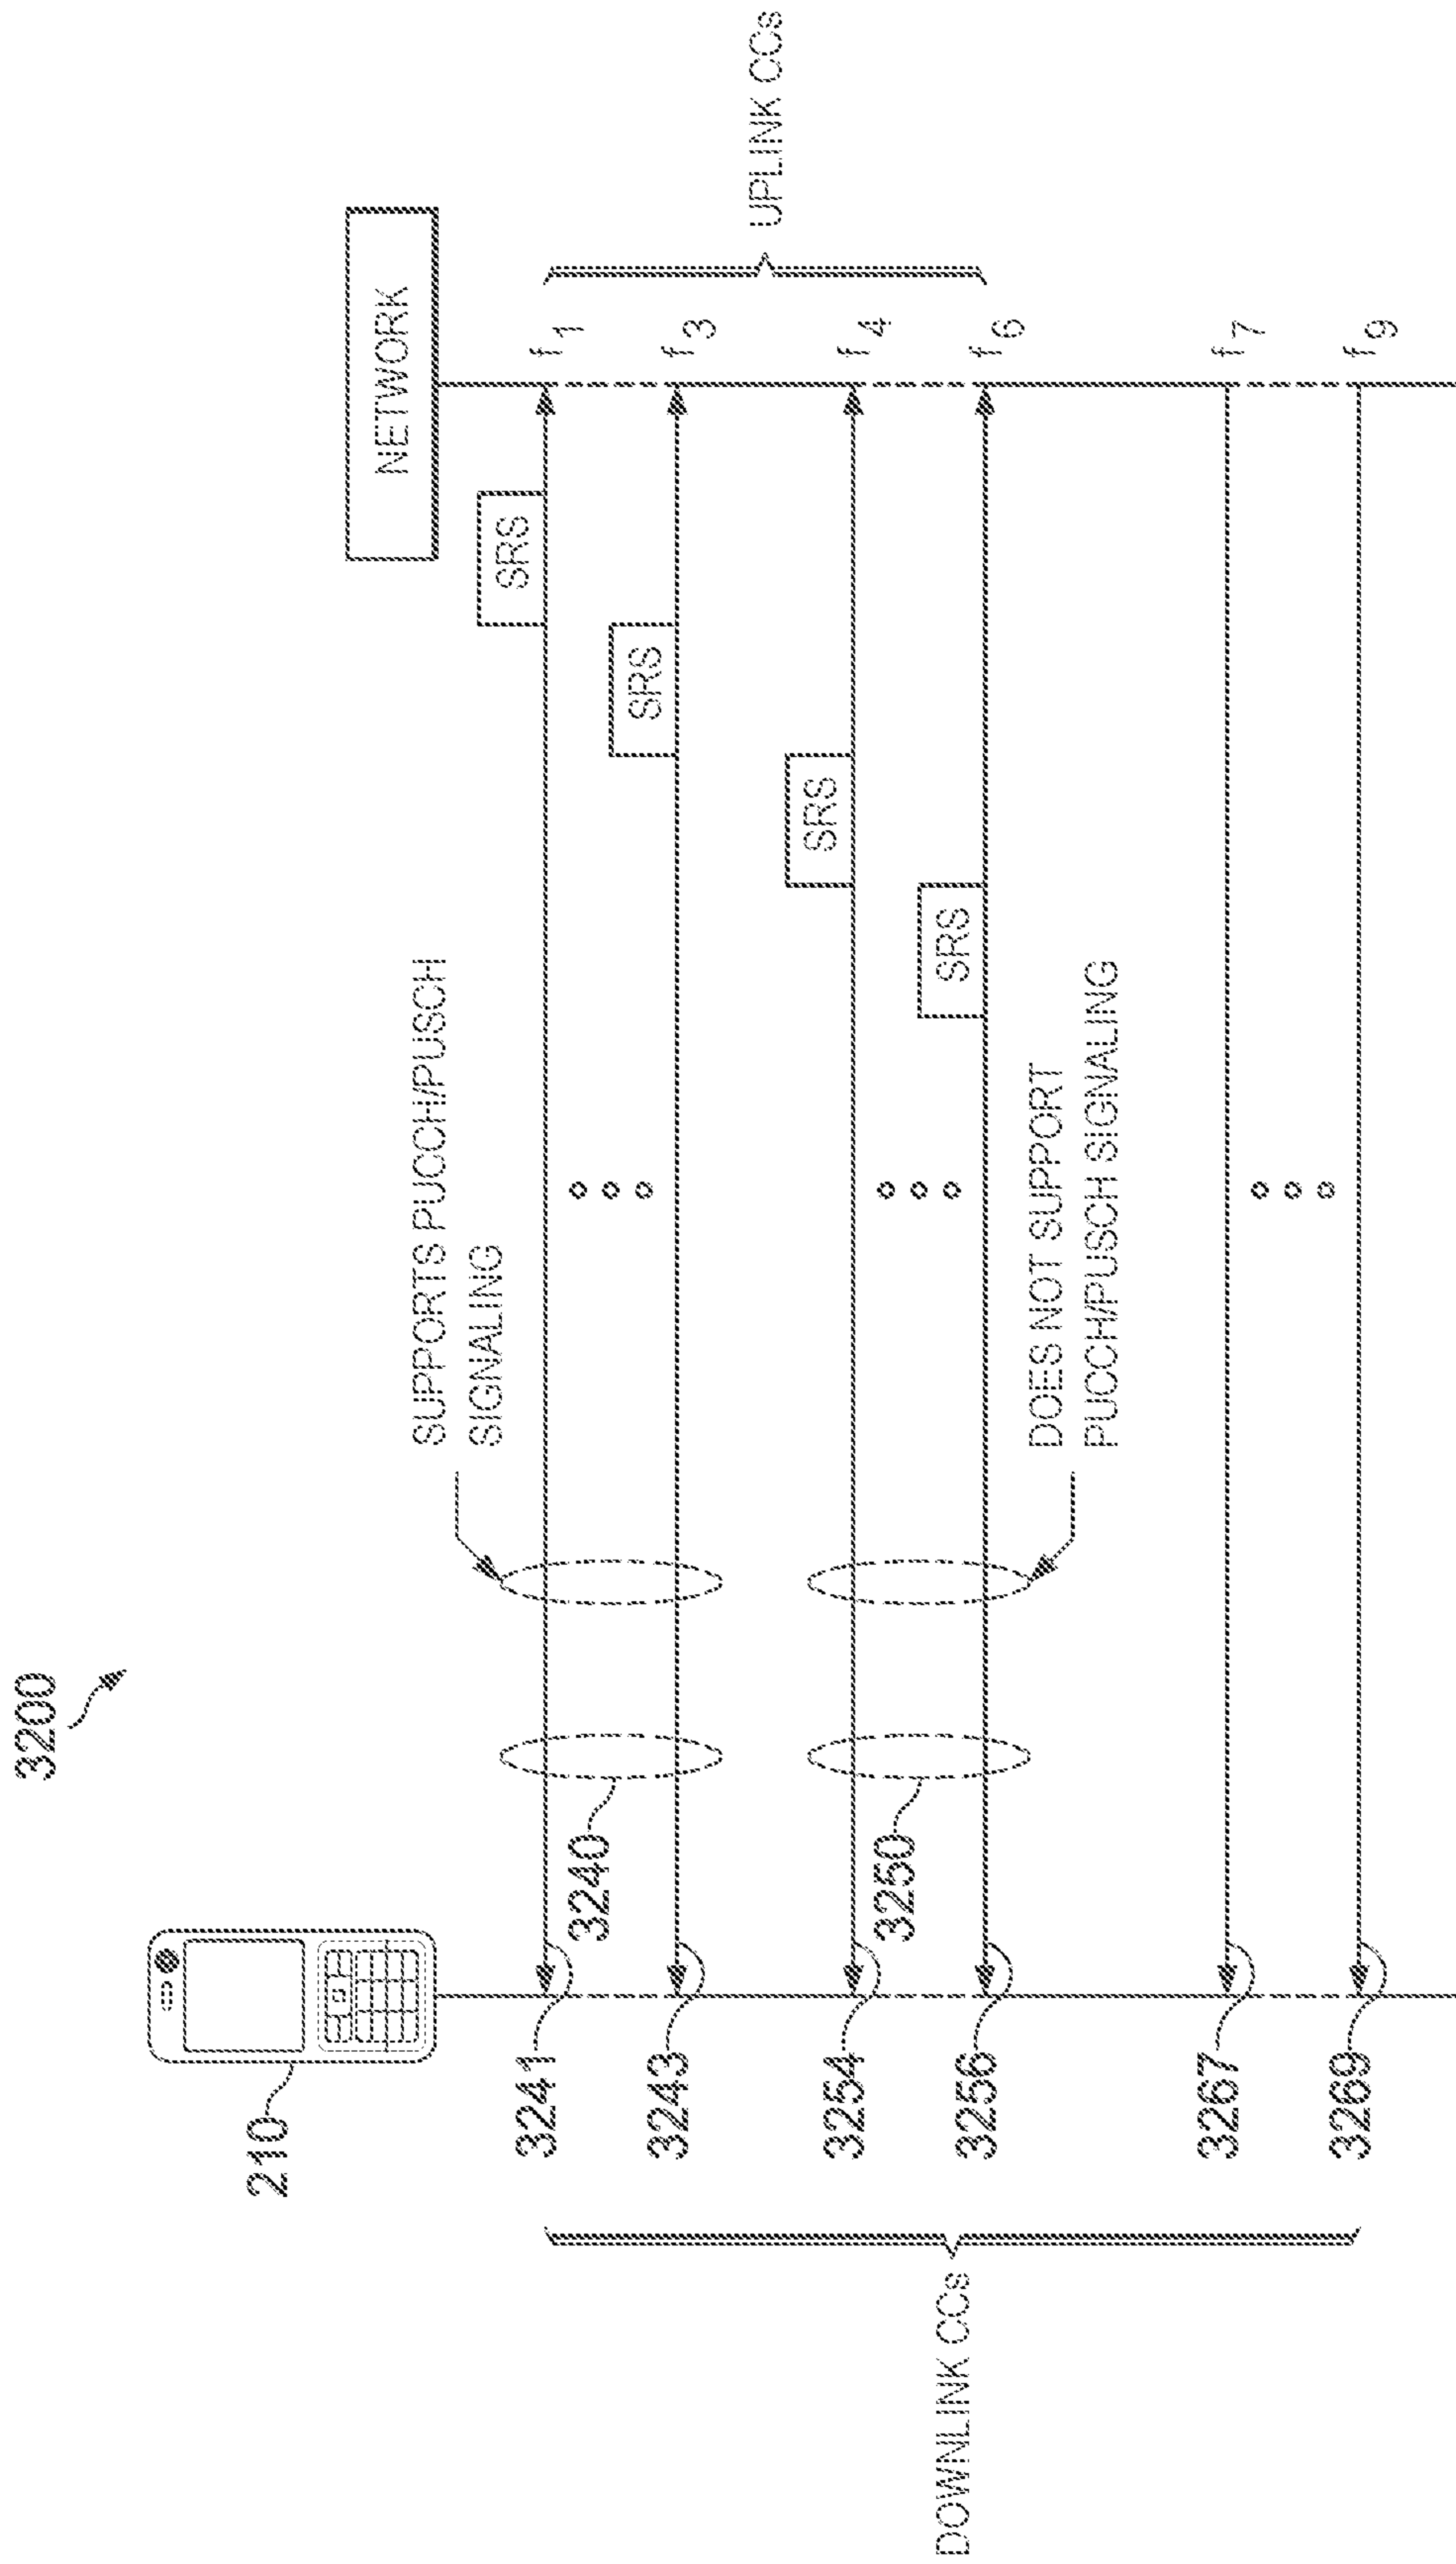 3200
210
NETWORK
SUPPORTS PUCCH/PUSCH
SIGNALING
SRS
3241
f1
3240
SRS
3243
f3
SRS
3254
f4
3250
SRS
3256
f6
DOES NOT SUPPORT
PUCCH/PUSCH SIGNALING
3267
f7
3269
f9
DOWNLINK CCs
UPLINK CCs